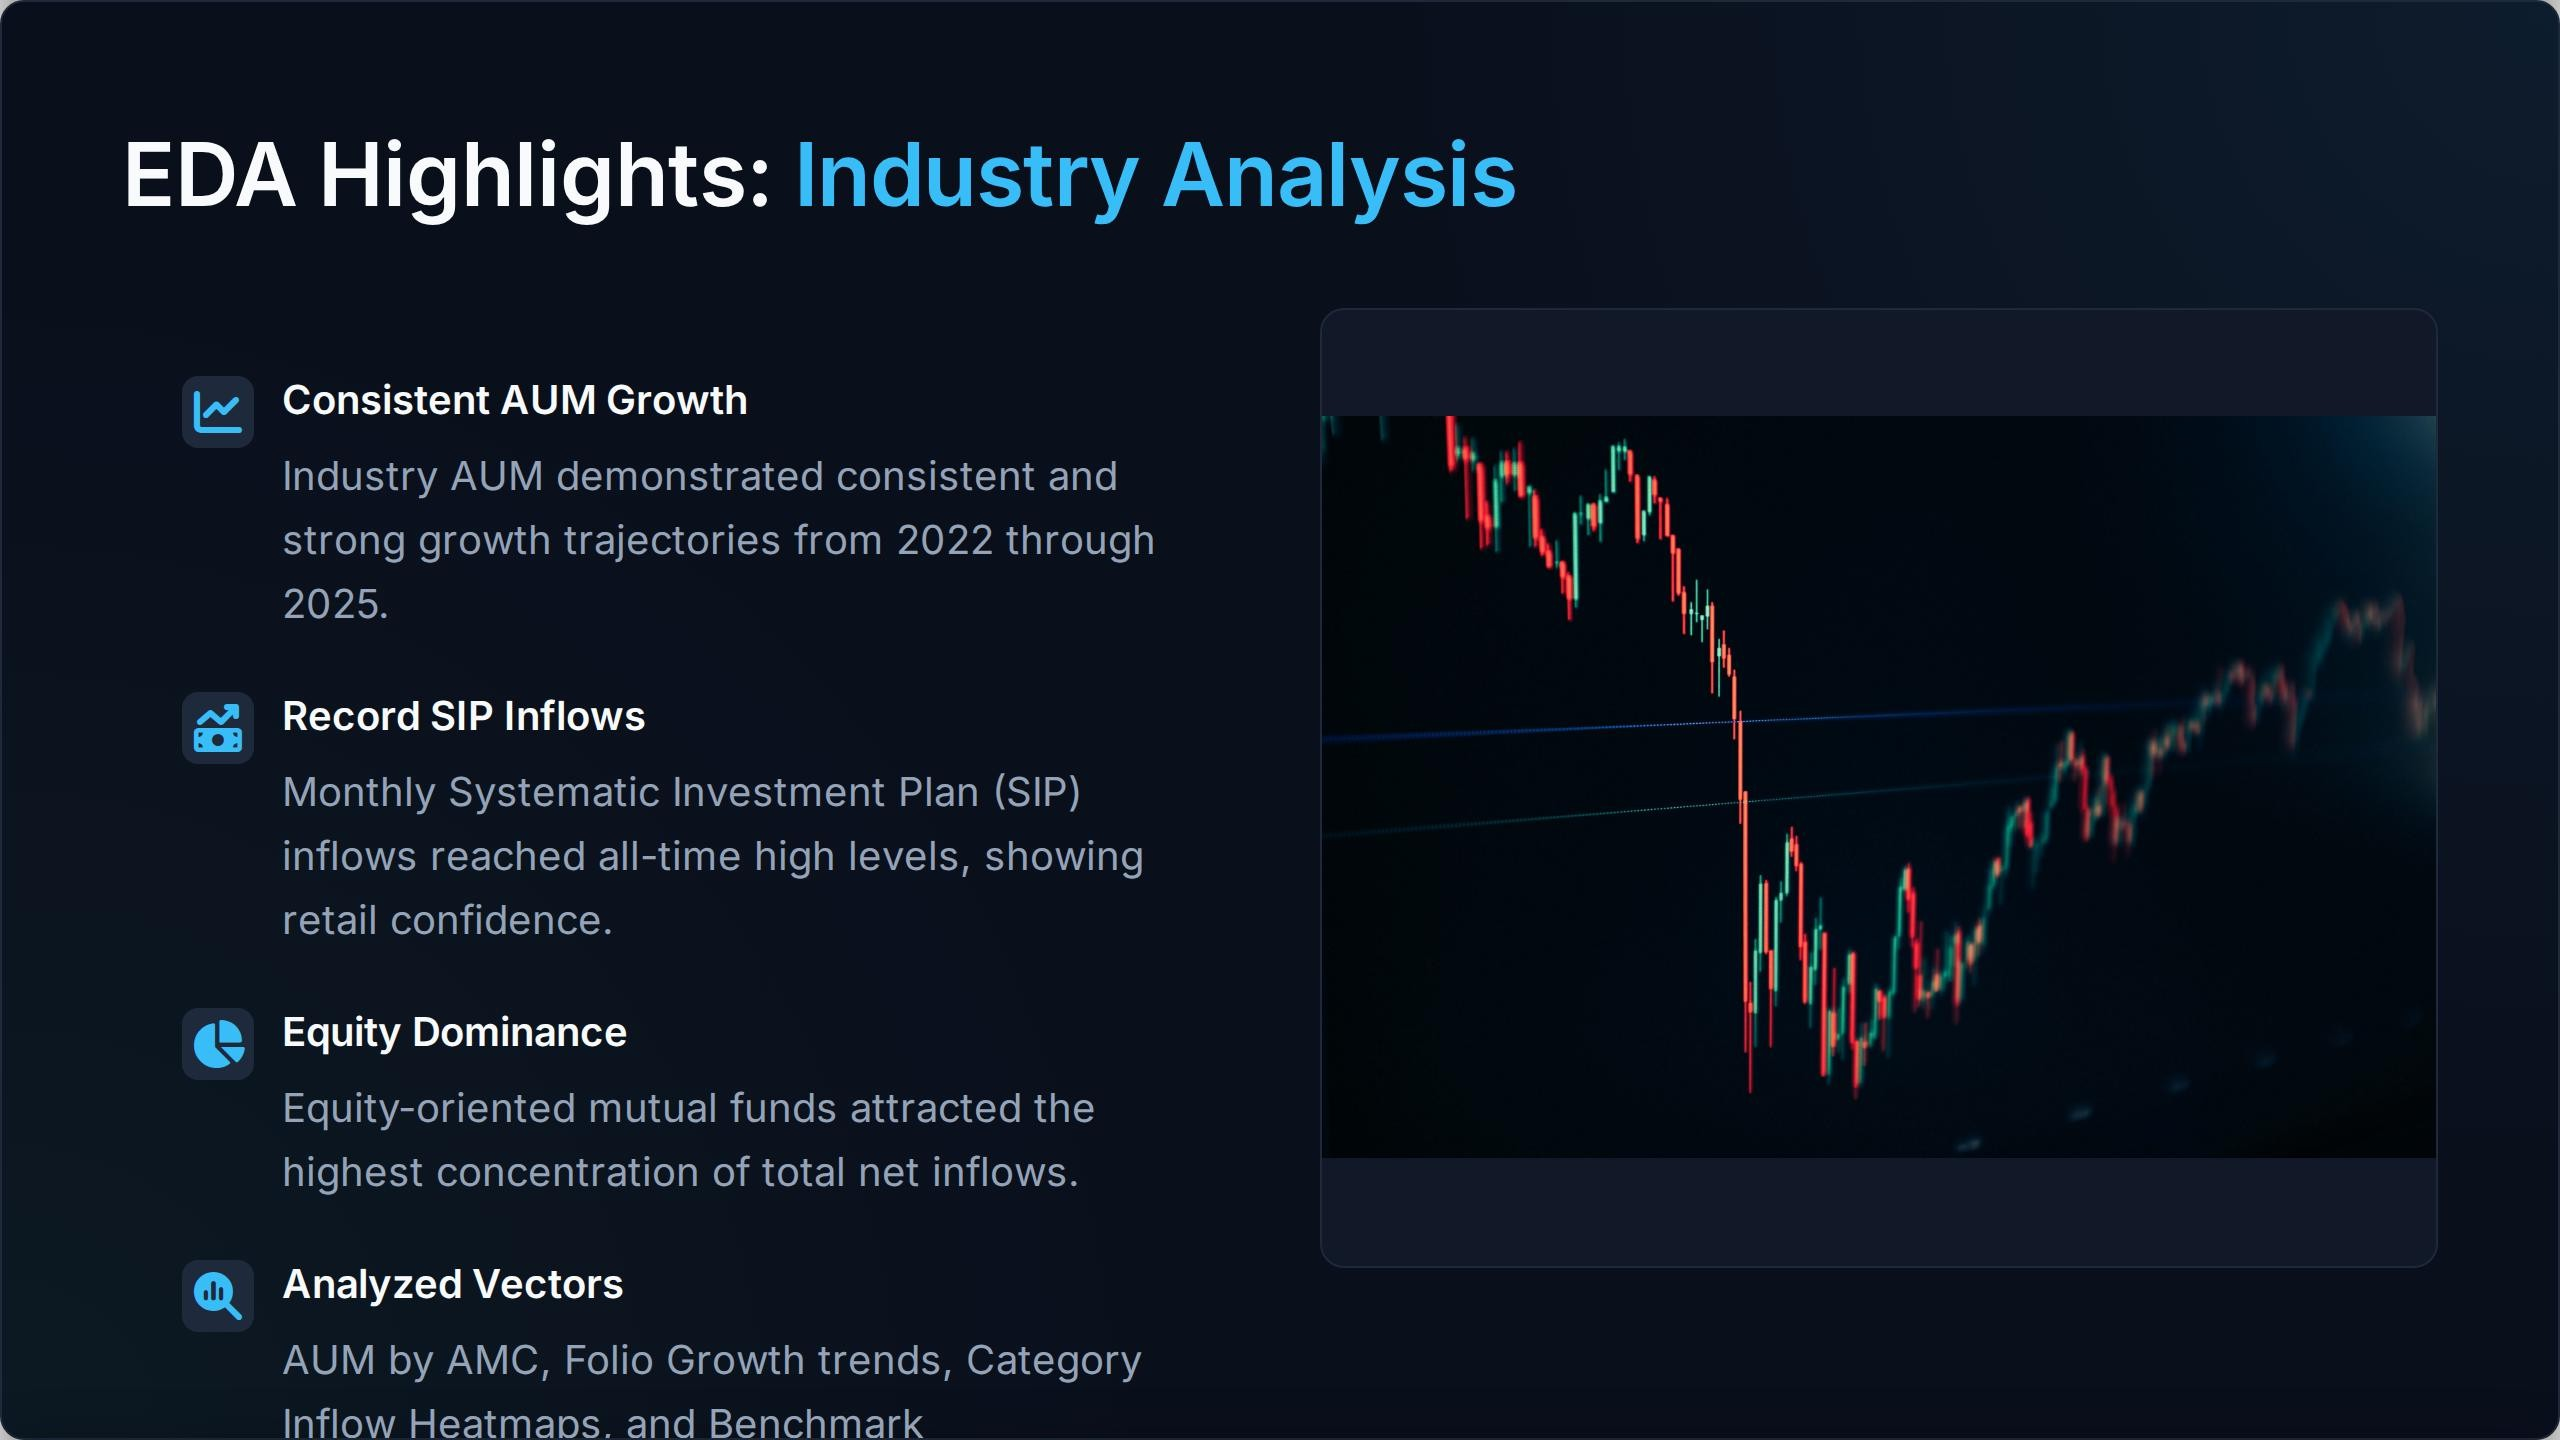 EDA Highlights: Industry Analysis
Consistent AUM Growth
Industry AUM demonstrated consistent and
strong growth trajectories from 2022 through
2025.
Record SIP Inflows
Monthly Systematic Investment Plan (SIP)
inflows reached all-time high levels, showing
retail confidence.
Equity Dominance
Equity-oriented mutual funds attracted the
highest concentration of total net inflows.
Analyzed Vectors
AUM by AMC, Folio Growth trends, Category
Inflow Heatmaps, and Benchmark